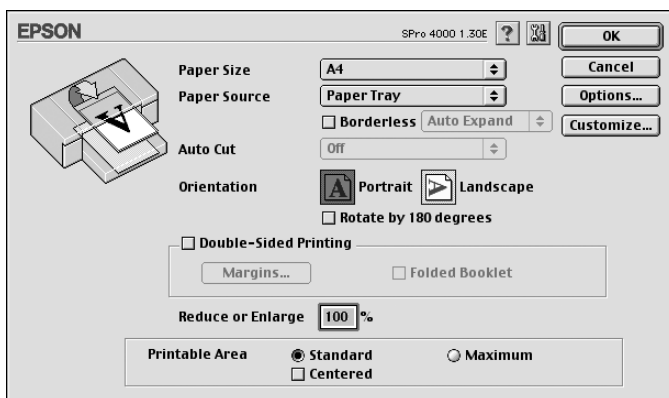 EPSON SPro 4000 1.30E ? OK
Paper Size A4 Cancel
Paper Source Paper Tray Options...
Borderless Auto Expand Customize...
Auto Cut Off
Orientation A Portrait A Landscape
Rotate by 180 degrees
Double-Sided Printing
Margins... Folded Booklet
Reduce or Enlarge 100 %
Printable Area Standard Maximum
Centered